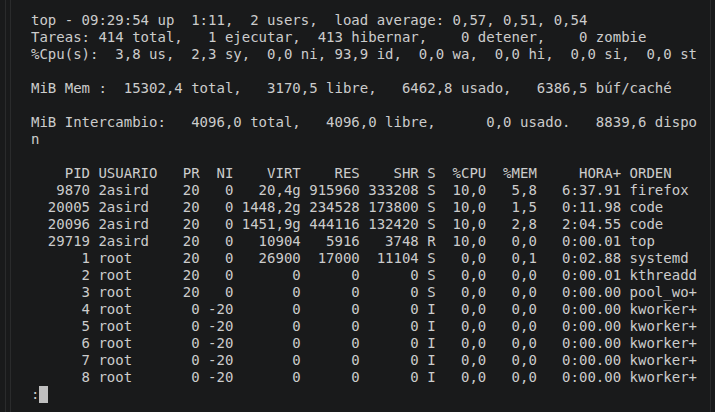 top - 09:29:54 up  1:11,  2 users,  load average: 0,57, 0,51, 0,54
Tareas: 414 total,   1 ejecutar,  413 hibernar,    0 detener,    0 zombie
%Cpu(s):  3,8 us,  2,3 sy,  0,0 ni, 93,9 id,  0,0 wa,  0,0 hi,  0,0 si,  0,0 st
MiB Mem :  15302,4 total,   3170,5 libre,   6462,8 usado,   6386,5 búf/caché
MiB Intercambio:   4096,0 total,   4096,0 libre,      0,0 usado.   8839,6 dispo
n
    PID USUARIO   PR  NI    VIRT    RES    SHR S  %CPU  %MEM     HORA+ ORDEN
   9870 2asird    20   0   20,4g 915960 333208 S  10,0   5,8   6:37.91 firefox
  20005 2asird    20   0 1448,2g 234528 173800 S  10,0   1,5   0:11.98 code
  20096 2asird    20   0 1451,9g 444116 132420 S  10,0   2,8   2:04.55 code
  29719 2asird    20   0   10904   5916   3748 R  10,0   0,0   0:00.01 top
      1 root      20   0   26900  17000  11104 S   0,0   0,1   0:02.88 systemd
      2 root      20   0       0      0      0 S   0,0   0,0   0:00.01 kthreadd
      3 root      20   0       0      0      0 S   0,0   0,0   0:00.00 pool_wo+
      4 root       0 -20       0      0      0 I   0,0   0,0   0:00.00 kworker+
      5 root       0 -20       0      0      0 I   0,0   0,0   0:00.00 kworker+
      6 root       0 -20       0      0      0 I   0,0   0,0   0:00.00 kworker+
      7 root       0 -20       0      0      0 I   0,0   0,0   0:00.00 kworker+
      8 root       0 -20       0      0      0 I   0,0   0,0   0:00.00 kworker+
: